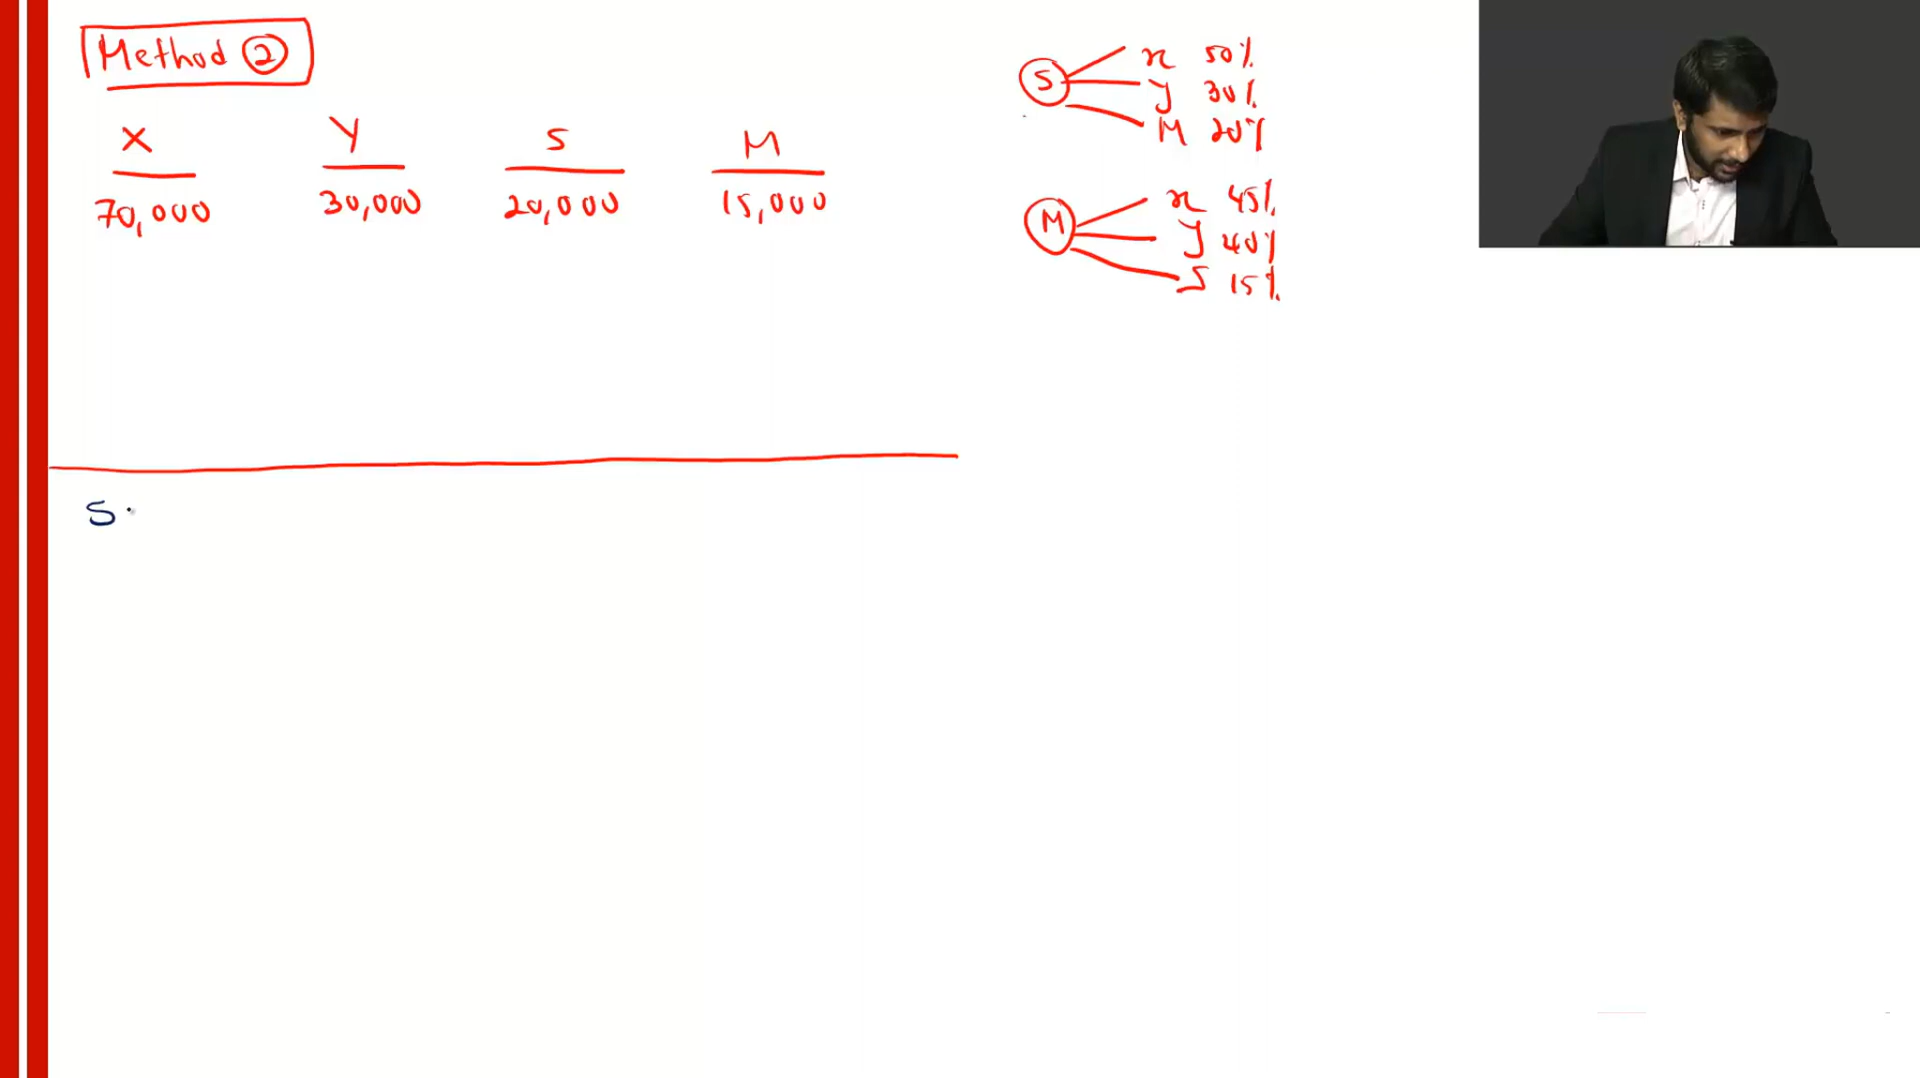 Method 2
X Y S M
70,000 30,000 20,000 15,000
S x 50%
y 30%
M 20%
M x 45%
y 40%
S 15%
S